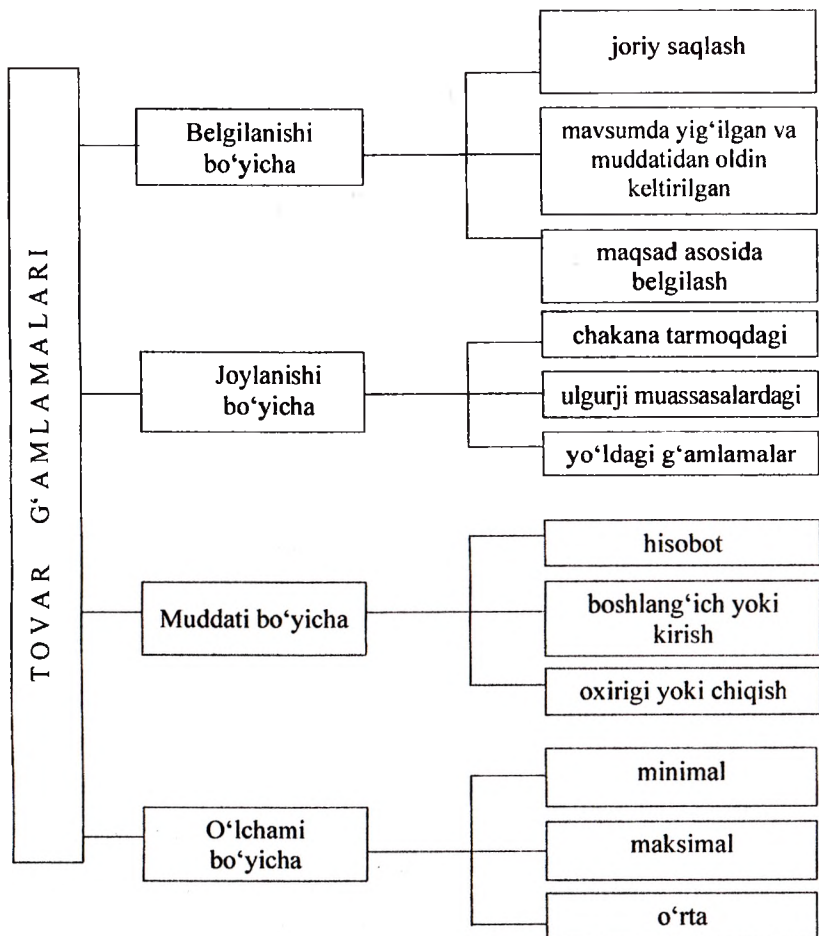 TOVAR G‘AMLAMALARI
Belgilanishi
bo‘yicha
joriy saqlash
mavsumda yig‘ilgan va
muddatidan oldin
keltirilgan
maqsad asosida
belgilash
Joylanishi
bo‘yicha
chakana tarmoqdagi
ulgurji muassasalardagi
yo‘ldagi g‘amlamalar
Muddati bo‘yicha
hisobot
boshlang‘ich yoki
kirish
oxirigi yoki chiqish
O‘lchami
bo‘yicha
minimal
maksimal
o‘rta